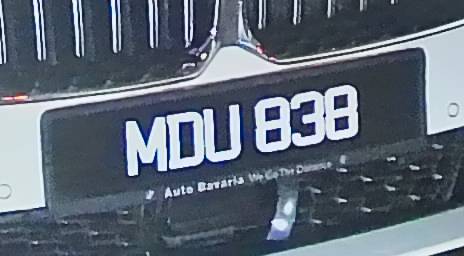 MDU 838
Auto Bavaria We Go The Distance